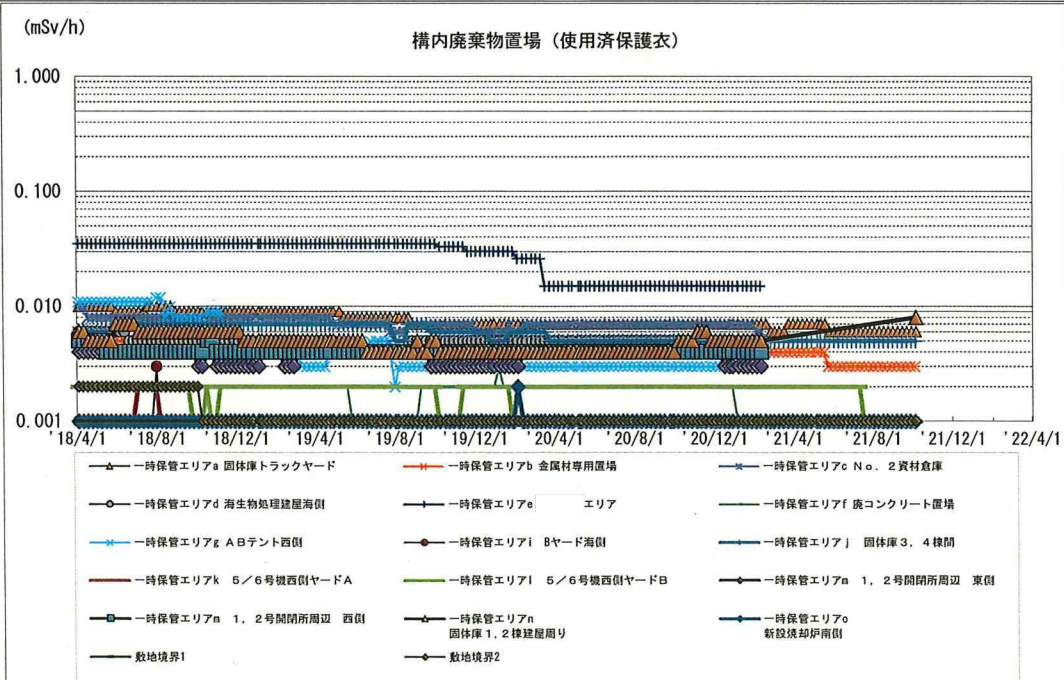 (mSv/h)
構内廃棄物置場（使用済保護衣）
1.000
0.100
0.010
0.001
'18/4/1 '18/8/1 '18/12/1 '19/4/1 '19/8/1 '19/12/1 '20/4/1 '20/8/1 '20/12/1 '21/4/1 '21/8/1 '21/12/1 '22/4/1
一時保管エリアa 固体庫トラックヤード 一時保管エリアb 金属材専用置場 一時保管エリアc No．２資材倉庫
一時保管エリアd 海生物処理建屋海側 一時保管エリアe エリア 一時保管エリアf 廃コンクリート置場
一時保管エリアg ＡＢテント西側 一時保管エリアi Ｂヤード海側 一時保管エリアj 固体庫３，４棟間
一時保管エリアk ５／６号機西側ヤードＡ 一時保管エリアl ５／６号機西側ヤードＢ 一時保管エリアm １，２号開閉所周辺 東側
一時保管エリアm １，２号開閉所周辺 西側 一時保管エリアn 一時保管エリアo
固体庫１,２棟建屋周り 新設焼却炉南側
敷地境界1 敷地境界2